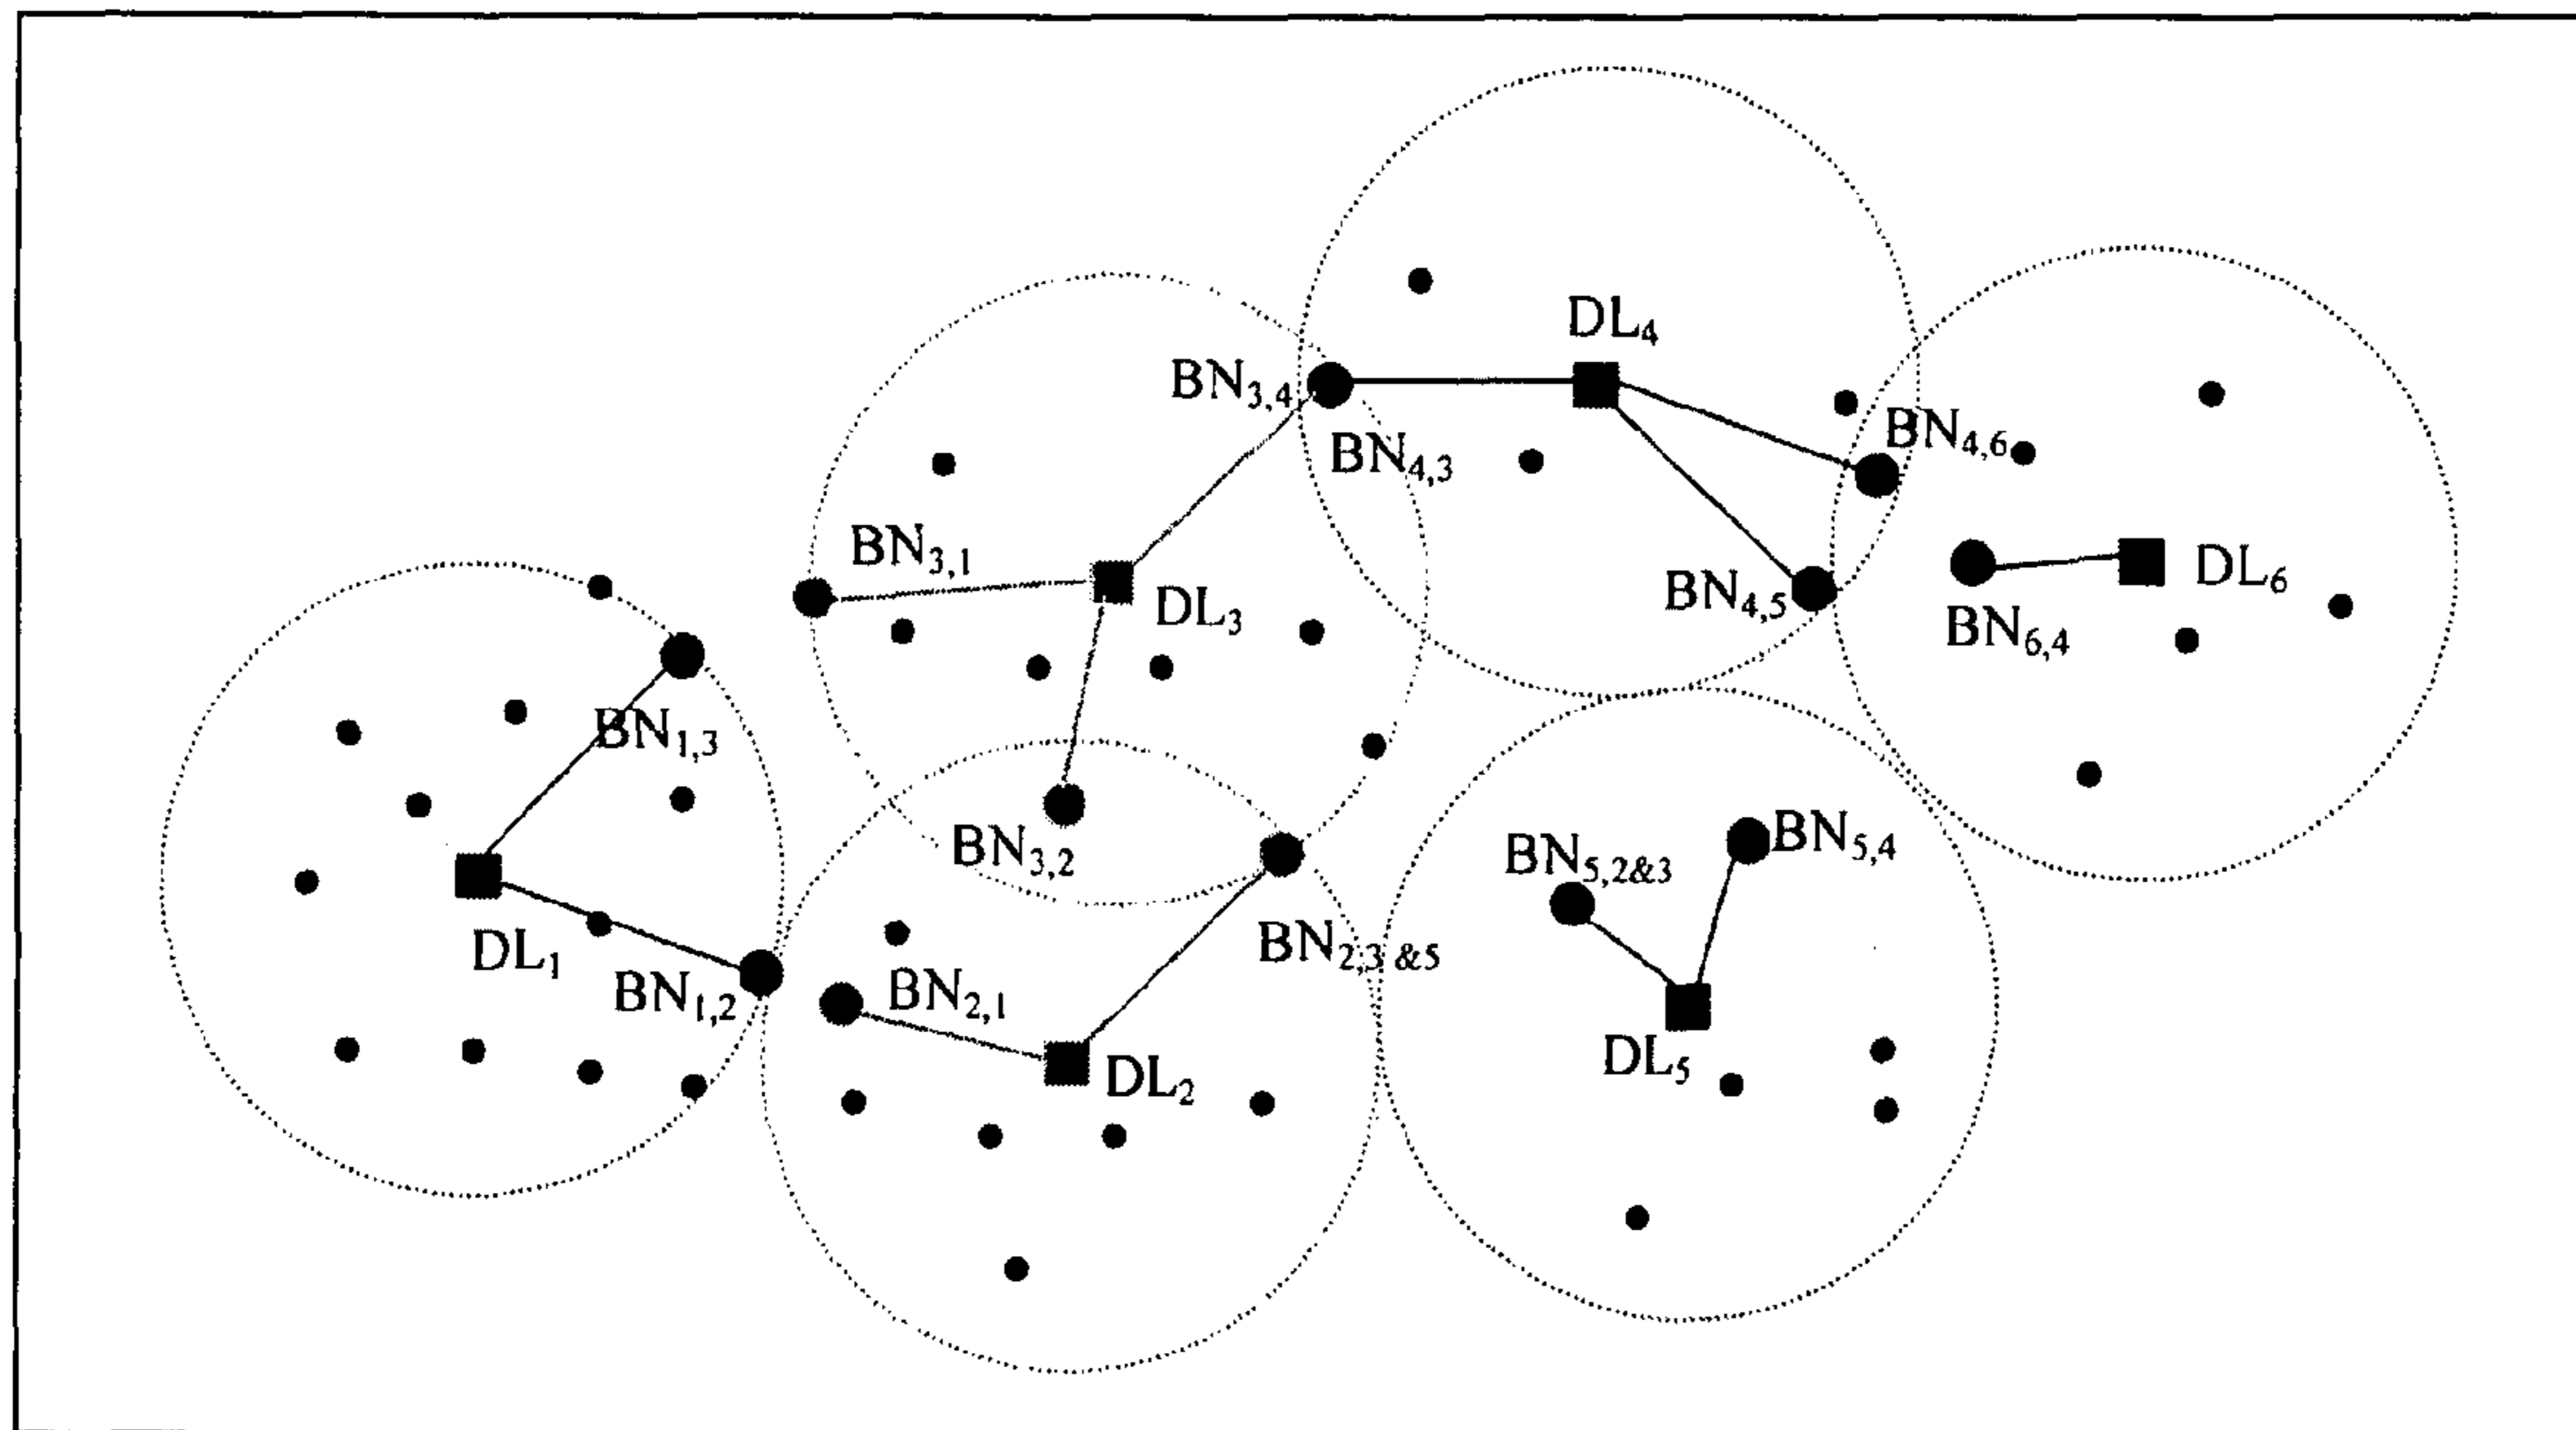 DL₄
BN₃,₄
BN₄,₃
BN₄,₆
BN₃,₁
DL₃
BN₄,₅
DL₆
BN₆,₄
BN₁,₃
BN₃,₂
BN₅,₂&₃
BN₅,₄
DL₁
BN₁,₂
BN₂,₁
BN₂,₃ &₅
DL₂
DL₅